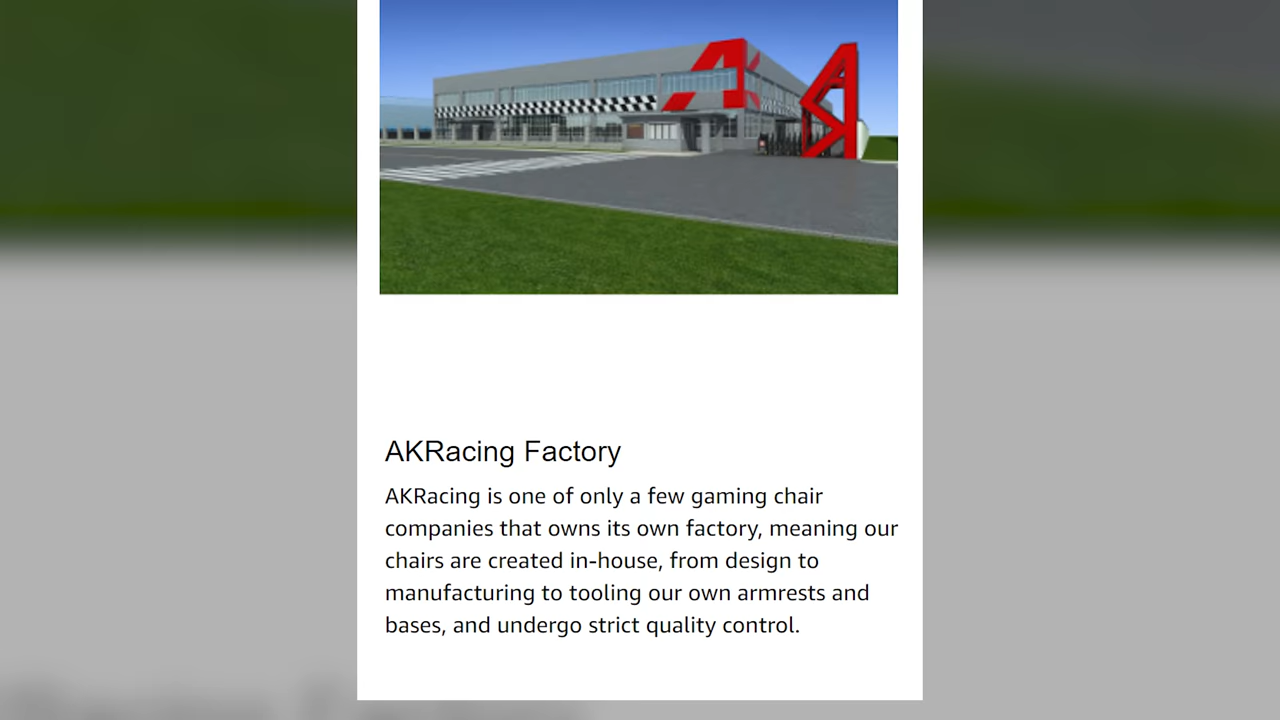 AK
AK
AKRacing Factory
AKRacing is one of only a few gaming chair
companies that owns its own factory, meaning our
chairs are created in-house, from design to
manufacturing to tooling our own armrests and
bases, and undergo strict quality control.